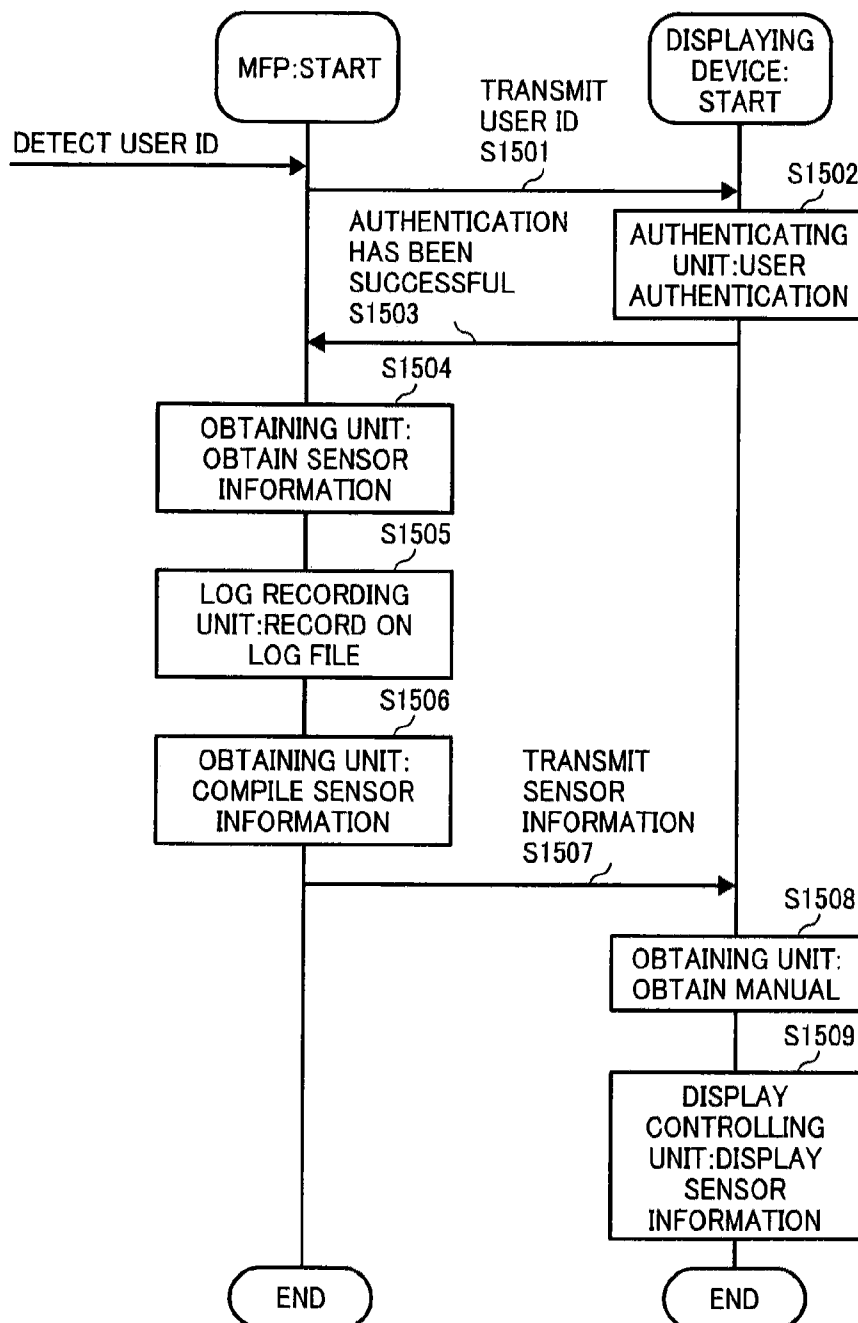 MFP:START
DISPLAYING
DEVICE:
START
DETECT USER ID
TRANSMIT
USER ID
S1501
S1502
AUTHENTICATING
UNIT:USER
AUTHENTICATION
AUTHENTICATION
HAS BEEN
SUCCESSFUL
S1503
S1504
OBTAINING UNIT:
OBTAIN SENSOR
INFORMATION
S1505
LOG RECORDING
UNIT:RECORD ON
LOG FILE
S1506
OBTAINING UNIT:
COMPILE SENSOR
INFORMATION
TRANSMIT
SENSOR
INFORMATION
S1507
S1508
OBTAINING UNIT:
OBTAIN MANUAL
S1509
DISPLAY
CONTROLLING
UNIT:DISPLAY
SENSOR
INFORMATION
END
END